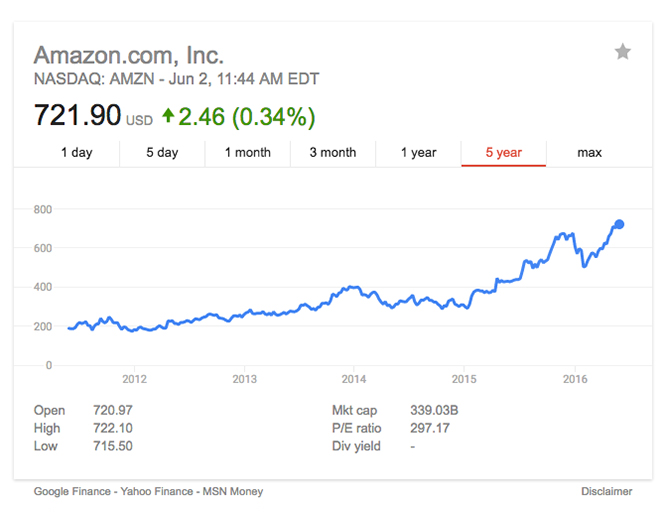 Amazon.com, Inc.
NASDAQ: AMZN - Jun 2, 11:44 AM EDT
721.90 USD 2.46 (0.34%)
1 day 5 day 1 month 3 month 1 year 5 year max
800
600
400
200
0
2012 2013 2014 2015 2016
Open 720.97 Mkt cap 339.03B
High 722.10 P/E ratio 297.17
Low 715.50 Div yield -
Google Finance - Yahoo Finance - MSN Money Disclaimer